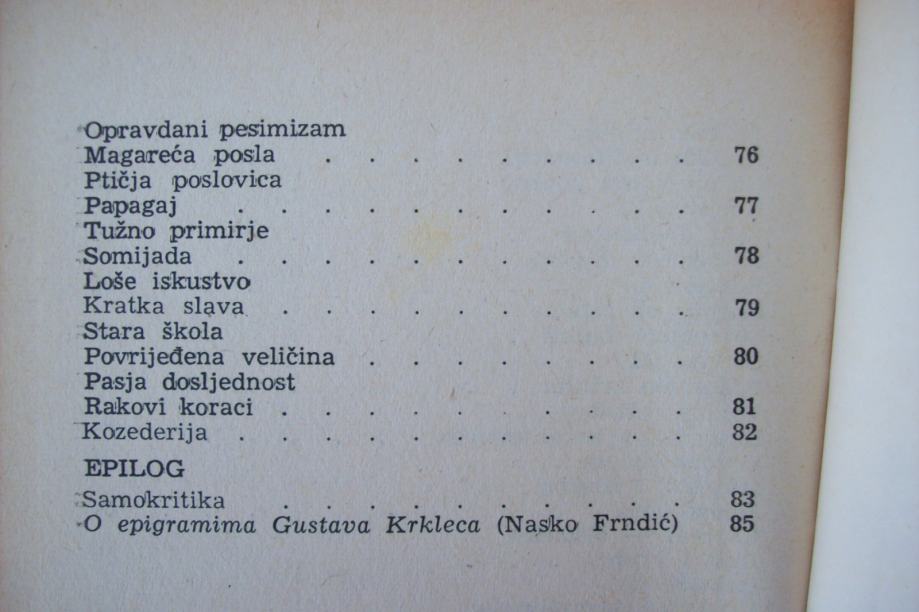 Opravdani pesimizam
Magareća posla . . . . . . . . . 76
Ptičja poslovica
Papagaj . . . . . . . . . . . 77
Tužno primirje
Somijada . . . . . . . . . . . 78
Loše iskustvo
Kratka slava . . . . . . . . . . 79
Stara škola
Povrijeđena veličina . . . . . . . . 80
Pasja dosljednost
Rakovi koraci . . . . . . . . . . 81
Kozederija . . . . . . . . . . . 82
EPILOG
Samokritika . . . . . . . . . . 83
O epigramima Gustava Krkleca (Nasko Frndić) 85